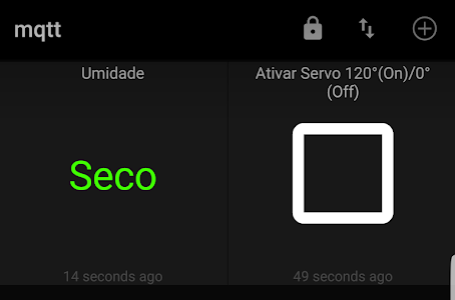 mqtt
Umidade
Ativar Servo 120°(On)/0°
(Off)
Seco
14 seconds ago
49 seconds ago